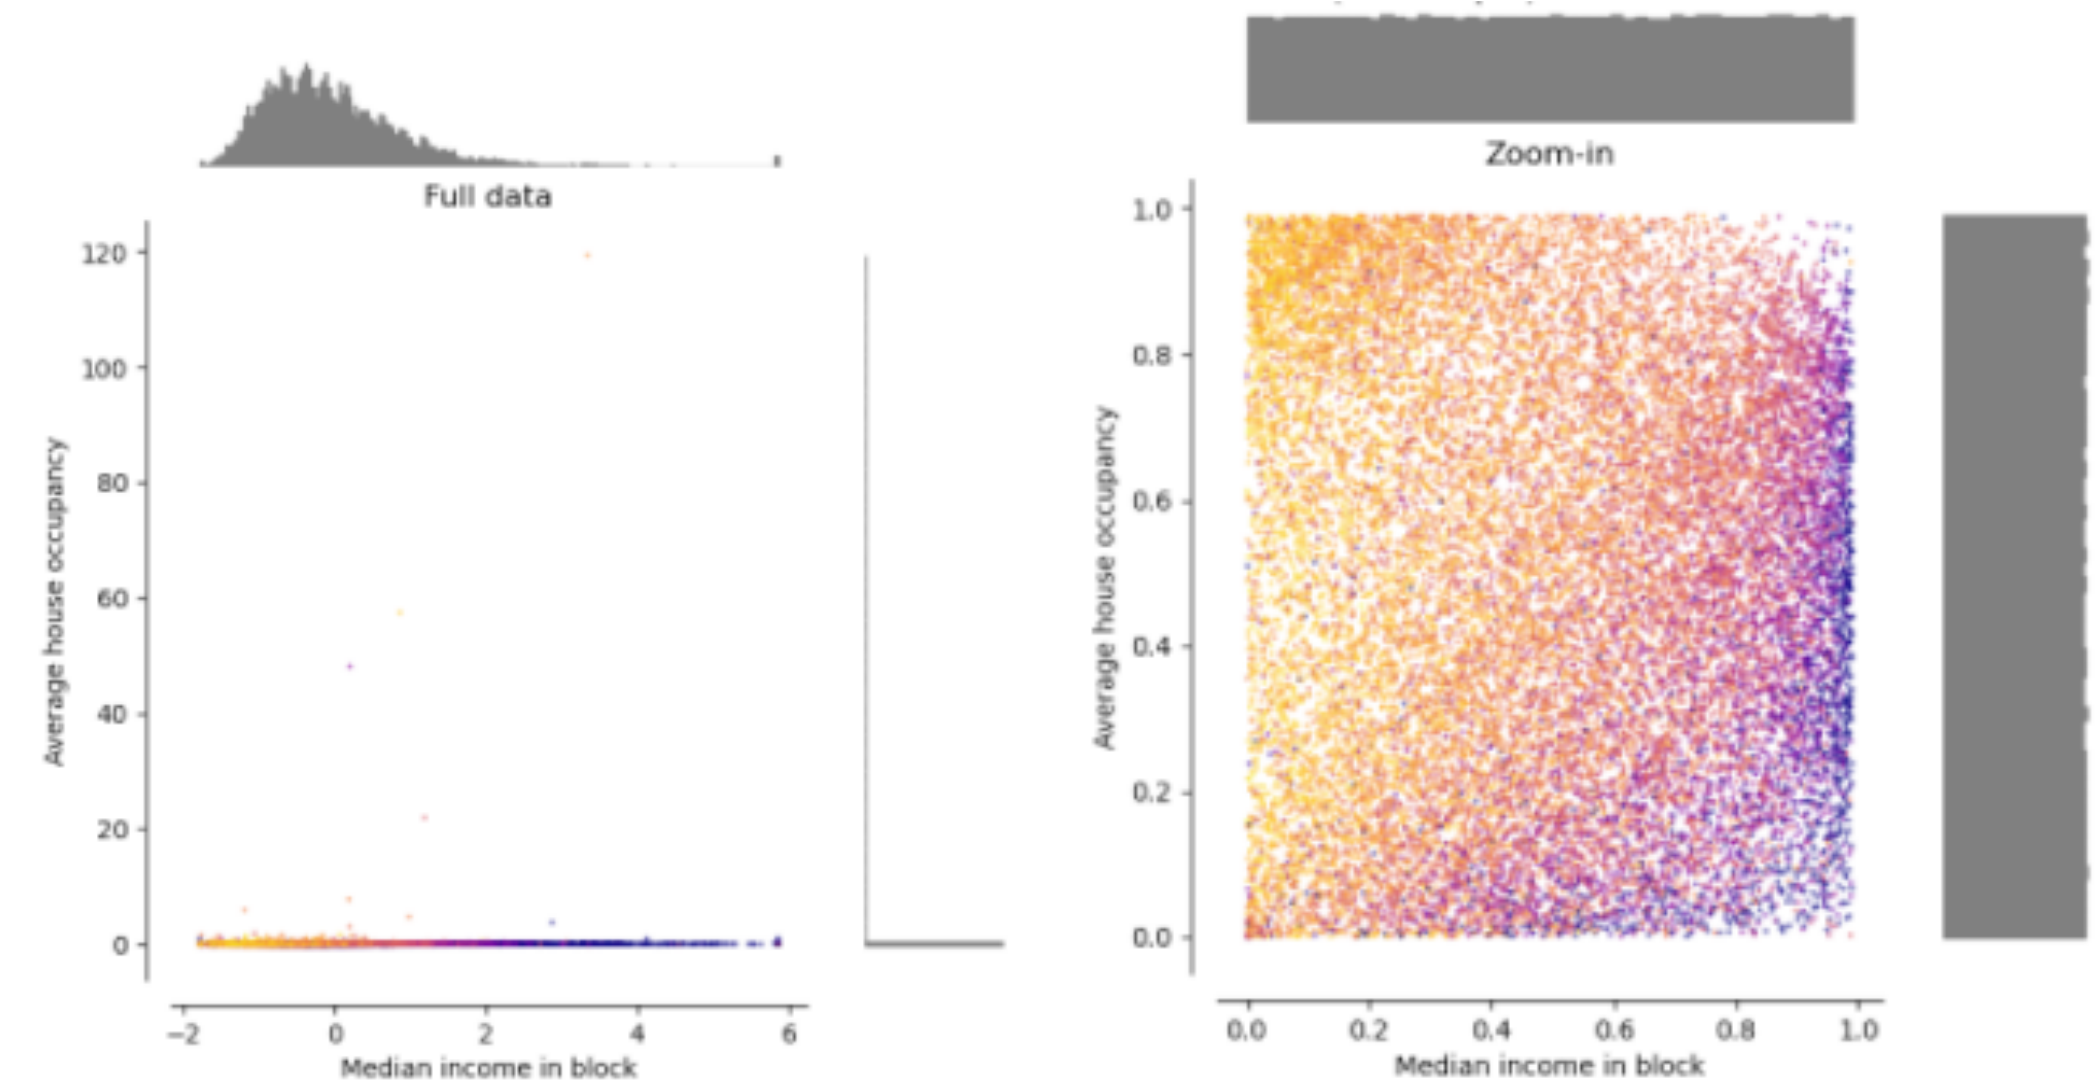 Full data
120
100
80
60
40
20
0
Average house occupancy
−2 0 2 4 6
Median income in block
Zoom-in
1.0
0.8
0.6
0.4
0.2
0.0
Average house occupancy
0.0 0.2 0.4 0.6 0.8 1.0
Median income in block